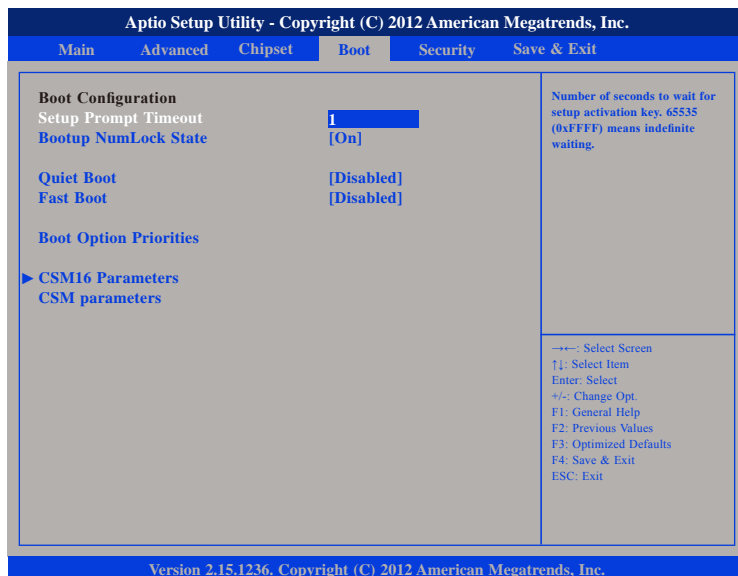 Aptio Setup Utility - Copyright (C) 2012 American Megatrends, Inc.
Main Advanced Chipset Boot Security Save & Exit
Boot Configuration
Setup Prompt Timeout 1
Bootup NumLock State [On]
Quiet Boot [Disabled]
Fast Boot [Disabled]
Boot Option Priorities
▶ CSM16 Parameters
CSM parameters
Number of seconds to wait for
setup activation key. 65535
(0xFFFF) means indefinite
waiting.
→←: Select Screen
↑↓: Select Item
Enter: Select
+/-: Change Opt.
F1: General Help
F2: Previous Values
F3: Optimized Defaults
F4: Save & Exit
ESC: Exit
Version 2.15.1236. Copyright (C) 2012 American Megatrends, Inc.